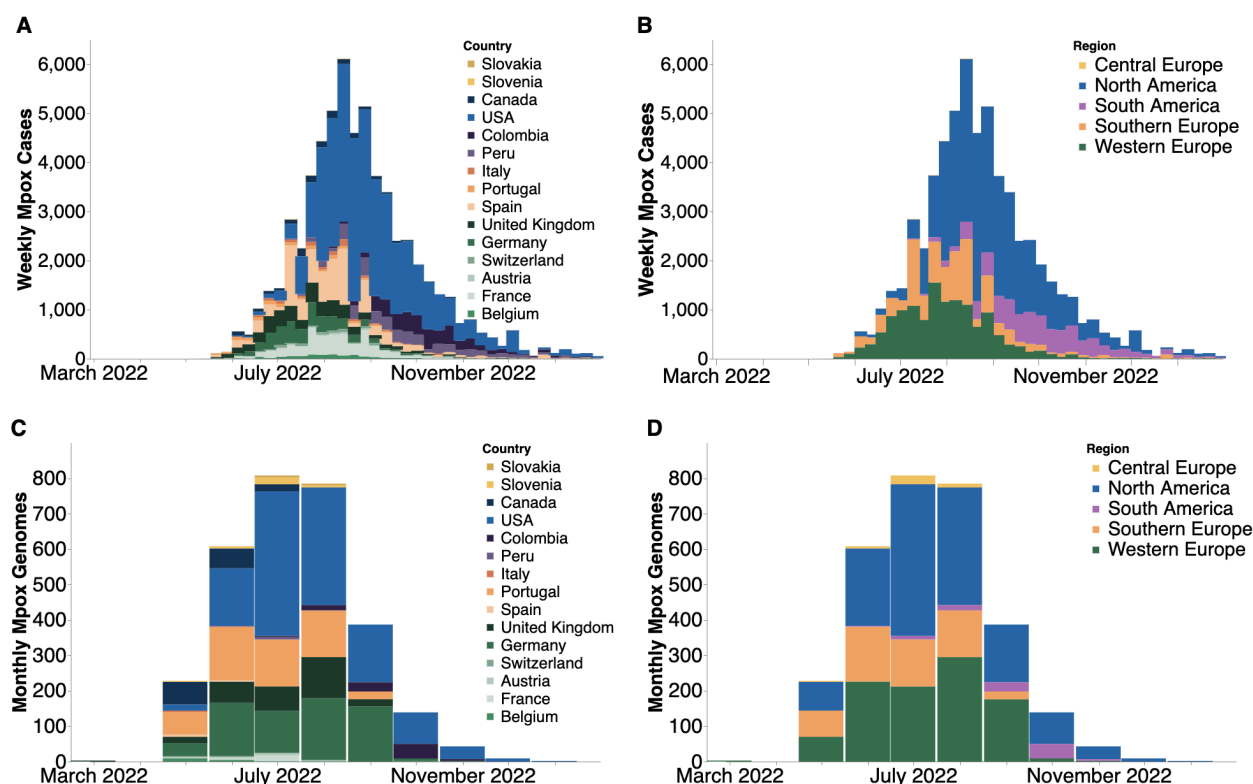 A
Weekly Mpox Cases
6,000
5,000
4,000
3,000
2,000
1,000
0
March 2022
July 2022
November 2022
Country
Slovakia
Slovenia
Canada
USA
Colombia
Peru
Italy
Portugal
Spain
United Kingdom
Germany
Switzerland
Austria
France
Belgium
B
Weekly Mpox Cases
6,000
5,000
4,000
3,000
2,000
1,000
0
March 2022
July 2022
November 2022
Region
Central Europe
North America
South America
Southern Europe
Western Europe
C
Monthly Mpox Genomes
800
700
600
500
400
300
200
100
0
March 2022
July 2022
November 2022
Country
Slovakia
Slovenia
Canada
USA
Colombia
Peru
Italy
Portugal
Spain
United Kingdom
Germany
Switzerland
Austria
France
Belgium
D
Monthly Mpox Genomes
800
700
600
500
400
300
200
100
0
March 2022
July 2022
November 2022
Region
Central Europe
North America
South America
Southern Europe
Western Europe